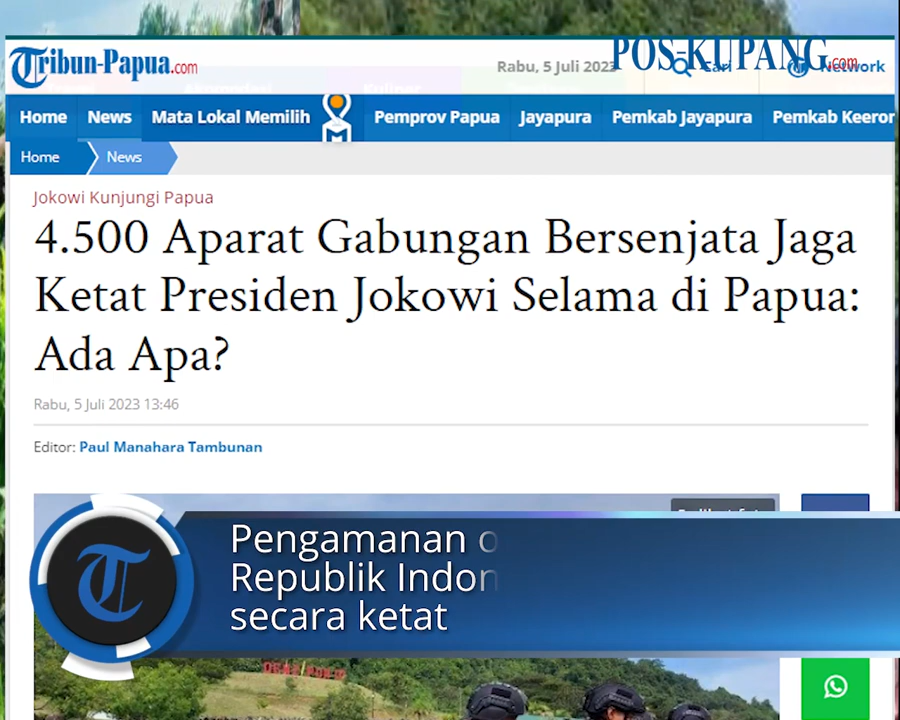 Tribun-Papua.com
Rabu, 5 Juli 2023
POS-KUPANG.com
Cari
Network
Home News Mata Lokal Memilih Pemprov Papua Jayapura Pemkab Jayapura Pemkab Keeron
Home News
Jokowi Kunjungi Papua
4.500 Aparat Gabungan Bersenjata Jaga
Ketat Presiden Jokowi Selama di Papua:
Ada Apa?
Rabu, 5 Juli 2023 13:46
Editor: Paul Manahara Tambunan
Pengamanan o
Republik Indon
secara ketat